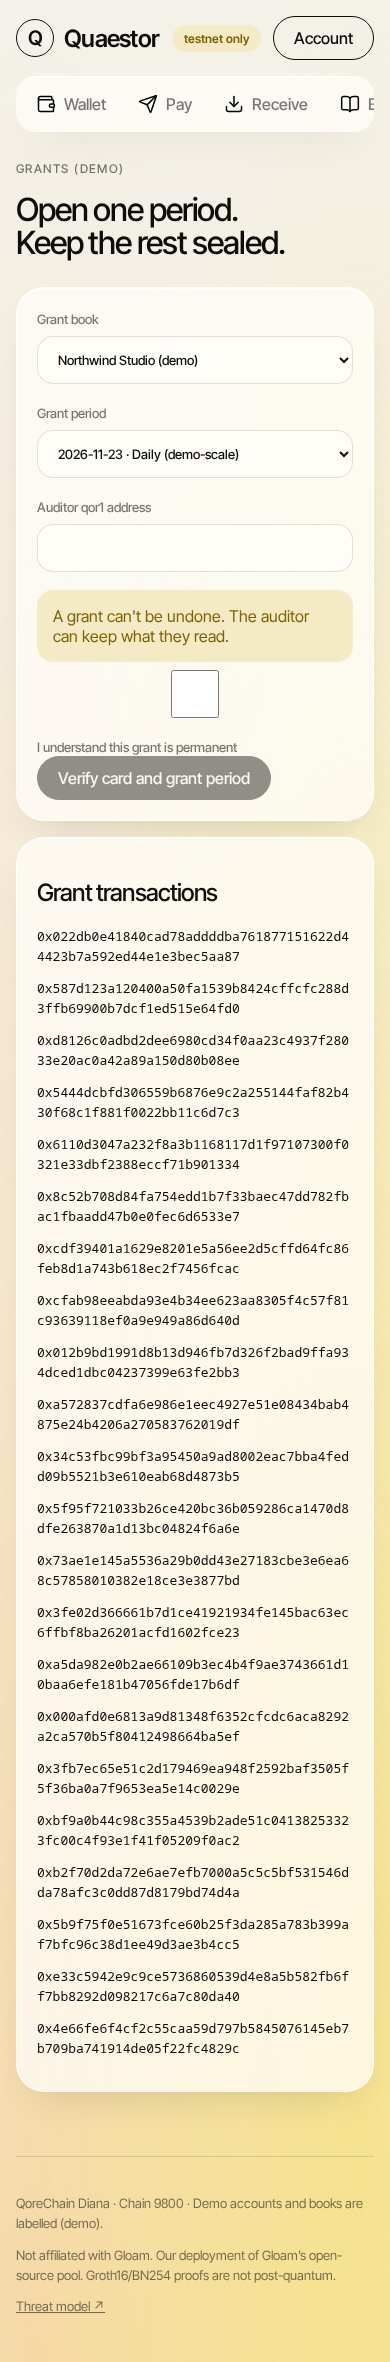 Q Quaestor testnet only Account
Wallet Pay Receive
GRANTS (DEMO)
Open one period.
Keep the rest sealed.
Grant book
Northwind Studio (demo)
Grant period
2026-11-23 · Daily (demo-scale)
Auditor qor1 address
A grant can't be undone. The auditor
can keep what they read.
I understand this grant is permanent
Verify card and grant period
Grant transactions
0x022db0e41840cad78addddba761877151622d4
4423b7a592ed44e1e3bec5aa87
0x587d123a120400a50fa1539b8424cffcfc288d
3ffb69900b7dcf1ed515e64fd0
0xd8126c0adbd2dee6980cd34f0aa23c4937f280
33e20ac0a42a89a150d80b08ee
0x5444dcbfd306559b6876e9c2a255144faf82b4
30f68c1f881f0022bb11c6d7c3
0x6110d3047a232f8a3b1168117d1f97107300f0
321e33dbf2388eccf71b901334
0x8c52b708d84fa754edd1b7f33baec47dd782fb
ac1fbaadd47b0e0fec6d6533e7
0xcdf39401a1629e8201e5a56ee2d5cffd64fc86
feb8d1a743b618ec2f7456fcac
0xcfab98eeabda93e4b34ee623aa8305f4c57f81
c93639118ef0a9e949a86d640d
0x012b9bd1991d8b13d946fb7d326f2bad9ffa93
4dced1dbc04237399e63fe2bb3
0xa572837cdfa6e986e1eec4927e51e08434bab4
875e24b4206a270583762019df
0x34c53fbc99bf3a95450a9ad8002eac7bba4fed
d09b5521b3e610eab68d4873b5
0x5f95f721033b26ce420bc36b059286ca1470d8
dfe263870a1d13bc04824f6a6e
0x73ae1e145a5536a29b0dd43e27183cbe3e6ea6
8c57858010382e18ce3e3877bd
0x3fe02d366661b7d1ce41921934fe145bac63ec
6ffbf8ba26201acfd1602fce23
0xa5da982e0b2ae66109b3ec4b4f9ae3743661d1
0baa6efe181b47056fde17b6df
0x000afd0e6813a9d81348f6352cfcdc6aca8292
a2ca570b5f80412498664ba5ef
0x3fb7ec65e51c2d179469ea948f2592baf3505f
5f36ba0a7f9653ea5e14c0029e
0xbf9a0b44c98c355a4539b2ade51c0413825332
3fc00c4f93e1f41f05209f0ac2
0xb2f70d2da72e6ae7efb7000a5c5c5bf531546d
da78afc3c0dd87d8179bd74d4a
0x5b9f75f0e51673fce60b25f3da285a783b399a
f7bfc96c38d1ee49d3ae3b4cc5
0xe33c5942e9c9ce5736860539d4e8a5b582fb6f
f7bb8292d098217c6a7c80da40
0x4e66fe6f4cf2c55caa59d797b5845076145eb7
b709ba741914de05f22fc4829c
QoreChain Diana · Chain 9800 · Demo accounts and books are
labelled (demo).
Not affiliated with Gloam. Our deployment of Gloam's open-
source pool. Groth16/BN254 proofs are not post-quantum.
Threat model ↗